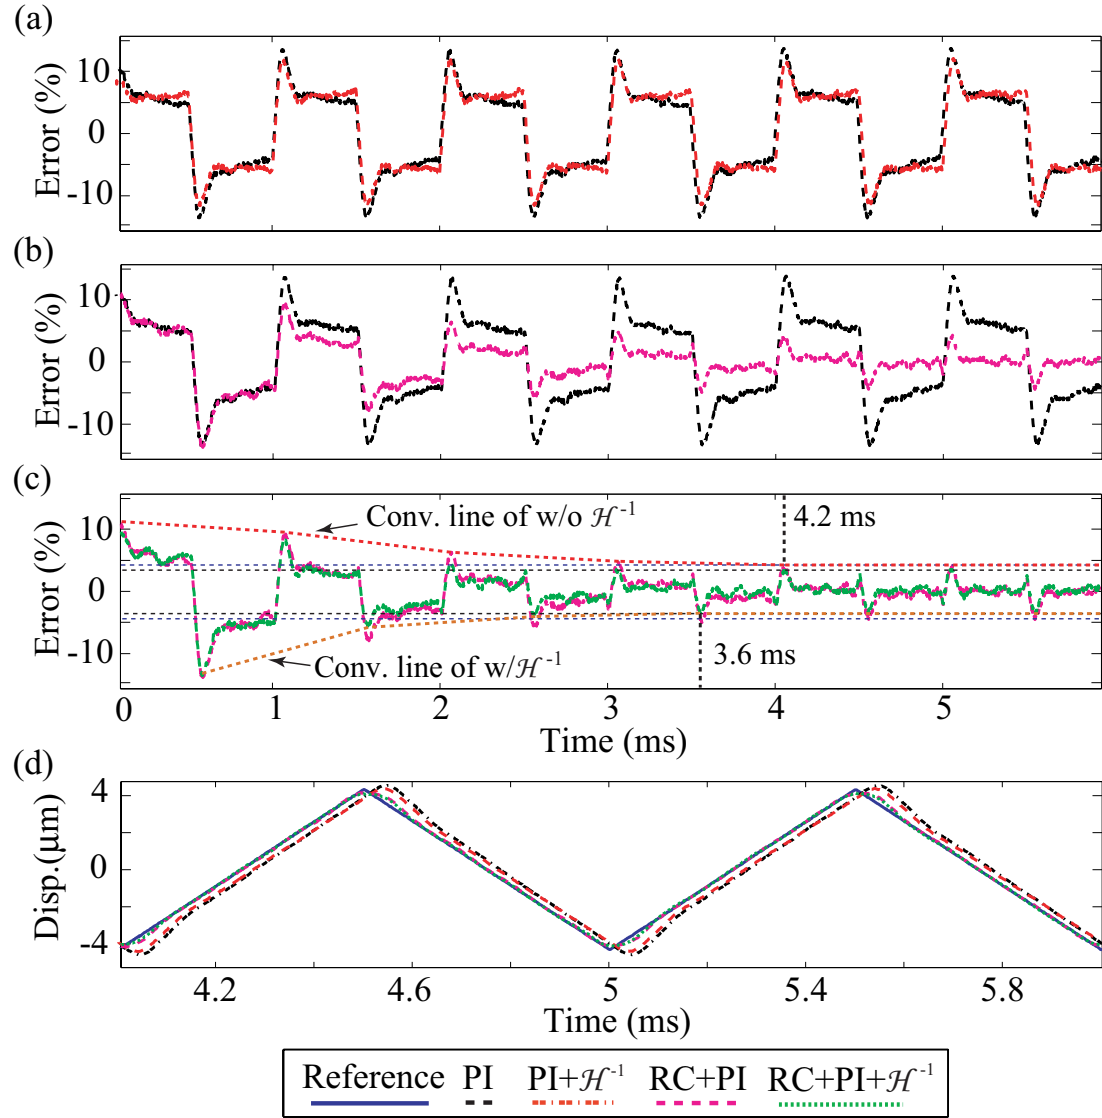 (a)
Error (%)
10
0
-10
(b)
Error (%)
10
0
-10
(c)
Error (%)
10
0
-10
Conv. line of w/o ℋ⁻¹
4.2 ms
Conv. line of w/ℋ⁻¹
3.6 ms
0 1 2 3 4 5
Time (ms)
(d)
Disp.(μm)
4
0
-4
4.2 4.6 5 5.4 5.8
Time (ms)
Reference PI PI+ℋ⁻¹ RC+PI RC+PI+ℋ⁻¹